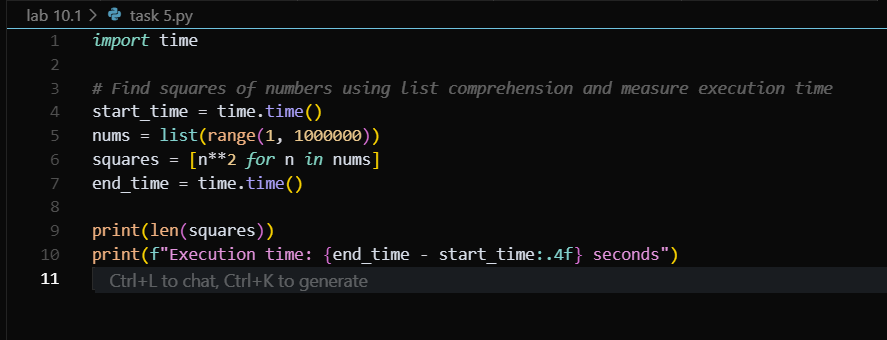 lab 10.1 > task 5.py
1 import time
2
3 # Find squares of numbers using list comprehension and measure execution time
4 start_time = time.time()
5 nums = list(range(1, 1000000))
6 squares = [n**2 for n in nums]
7 end_time = time.time()
8
9 print(len(squares))
10 print(f"Execution time: {end_time - start_time:.4f} seconds")
11 Ctrl+L to chat, Ctrl+K to generate